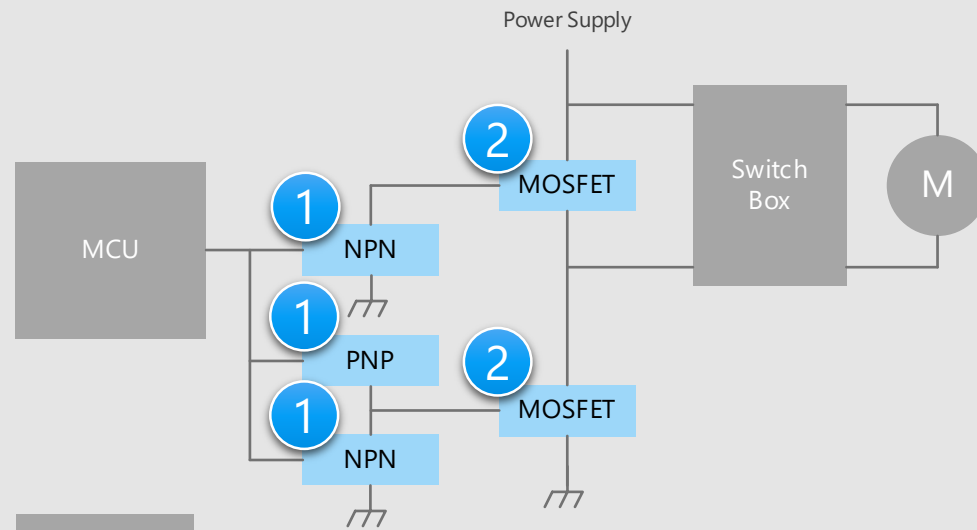 Power Supply
2
MOSFET
Switch
Box
M
1
NPN
MCU
1
PNP
2
MOSFET
1
NPN